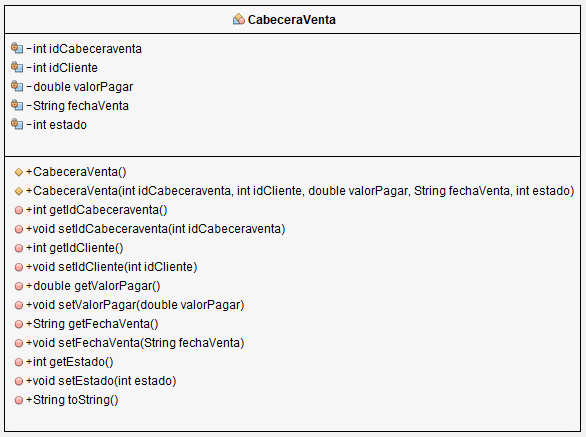 CabeceraVenta
-int idCabeceraventa
-int idCliente
-double valorPagar
-String fechaVenta
-int estado
+CabeceraVenta()
+CabeceraVenta(int idCabeceraventa, int idCliente, double valorPagar, String fechaVenta, int estado)
+int getIdCabeceraventa()
+void setIdCabeceraventa(int idCabeceraventa)
+int getIdCliente()
+void setIdCliente(int idCliente)
+double getValorPagar()
+void setValorPagar(double valorPagar)
+String getFechaVenta()
+void setFechaVenta(String fechaVenta)
+int getEstado()
+void setEstado(int estado)
+String toString()